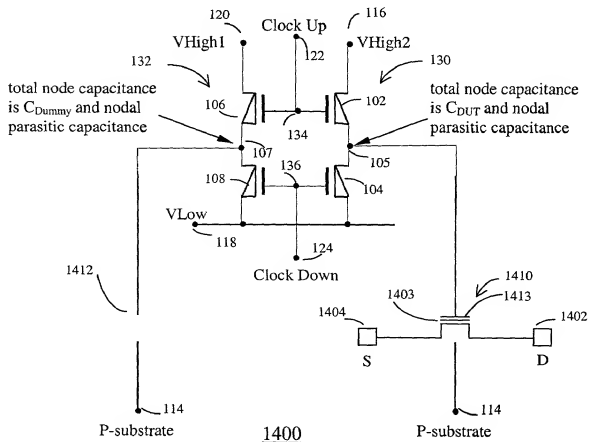 120
Clock Up
116
VHigh1
122
VHigh2
132
130
total node capacitance
is CDummy and nodal
parasitic capacitance
total node capacitance
is CDUT and nodal
parasitic capacitance
106
102
134
107
105
136
108
104
VLow
118
124
Clock Down
1412
1410
1403
1413
1404
1402
S
D
114
114
P-substrate
1400
P-substrate